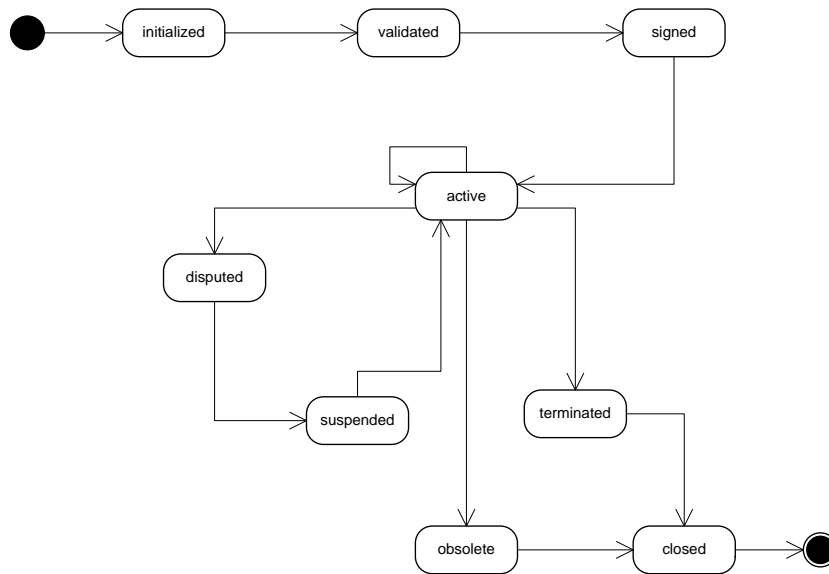 initialized
validated
signed
active
disputed
suspended
terminated
obsolete
closed